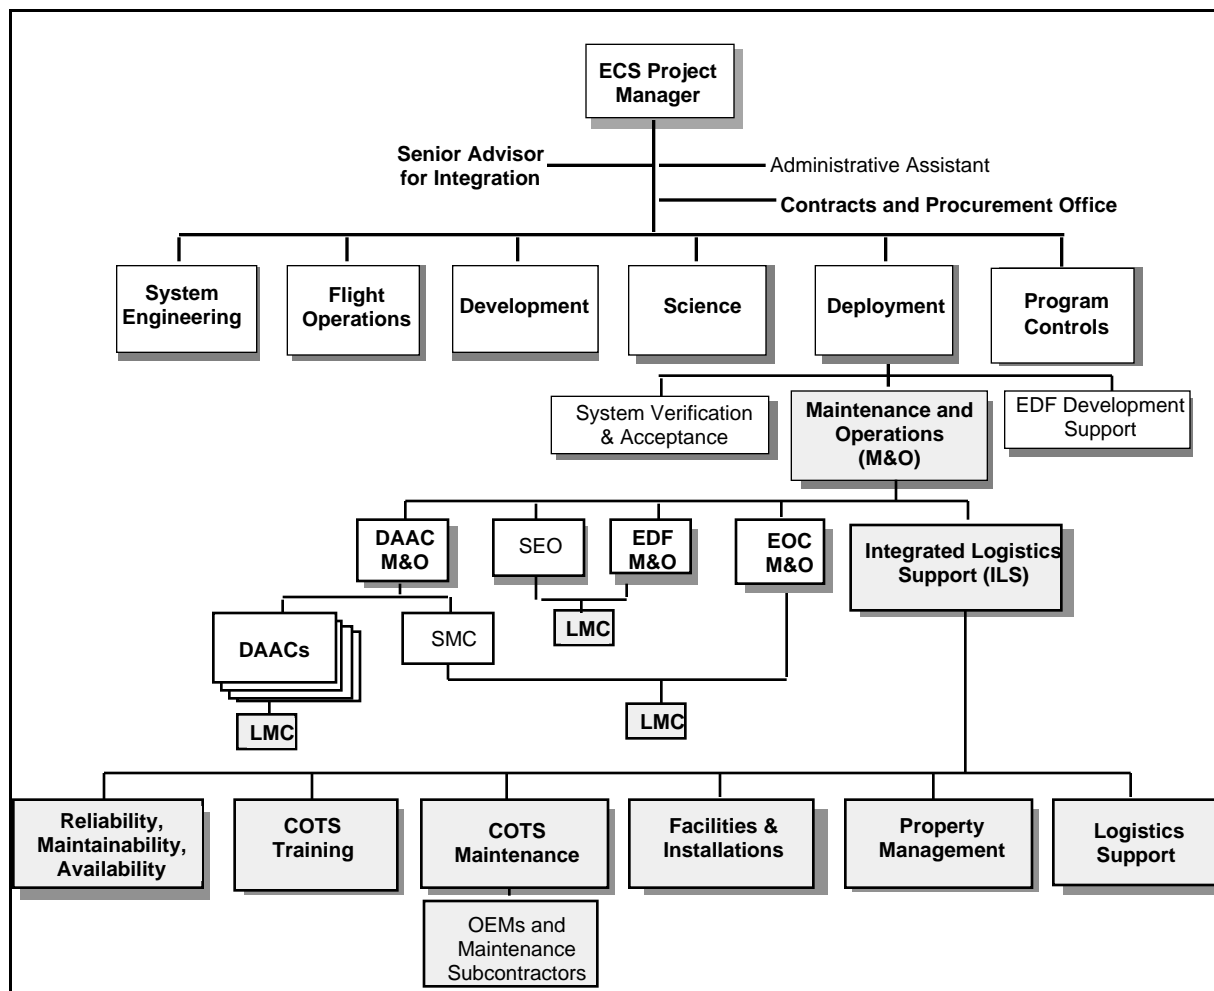 ECS Project
Manager
Senior Advisor
for Integration
Administrative Assistant
Contracts and Procurement Office
System
Engineering
Flight
Operations
Development
Science
Deployment
Program
Controls
System Verification
& Acceptance
Maintenance and
Operations
(M&O)
EDF Development
Support
DAAC
M&O
SEO
EDF
M&O
EOC
M&O
Integrated Logistics
Support (ILS)
DAACs
SMC
LMC
LMC
LMC
Reliability,
Maintainability,
Availability
COTS
Training
COTS
Maintenance
Facilities &
Installations
Property
Management
Logistics
Support
OEMs and
Maintenance
Subcontractors